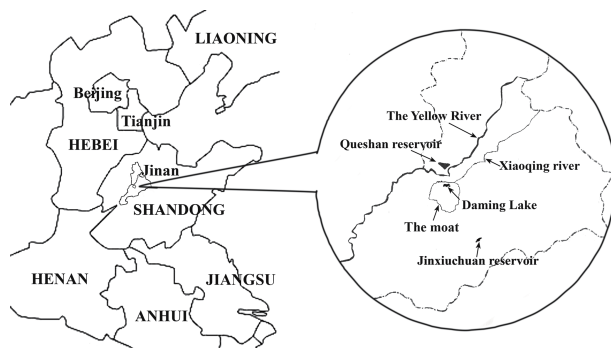 LIAONING
Beijing
Tianjin
HEBEI
Jinan
SHANDONG
HENAN
JIANGSU
ANHUI
The Yellow River
Queshan reservoir
Xiaoqing river
Daming Lake
The moat
Jinxiuchuan reservoir